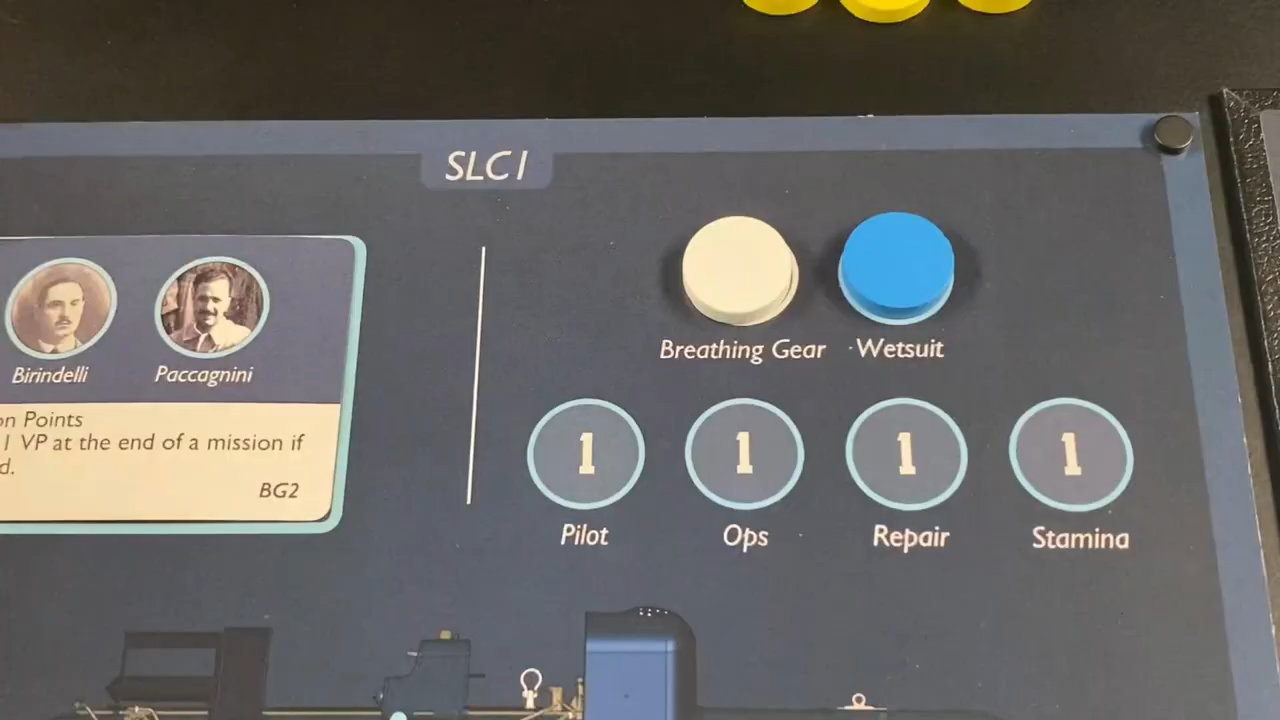 SLC1
Birindelli
Paccagnini
on Points
1 VP at the end of a mission if
d.
BG2
Breathing Gear
Wetsuit
1
1
1
1
Pilot
Ops
Repair
Stamina